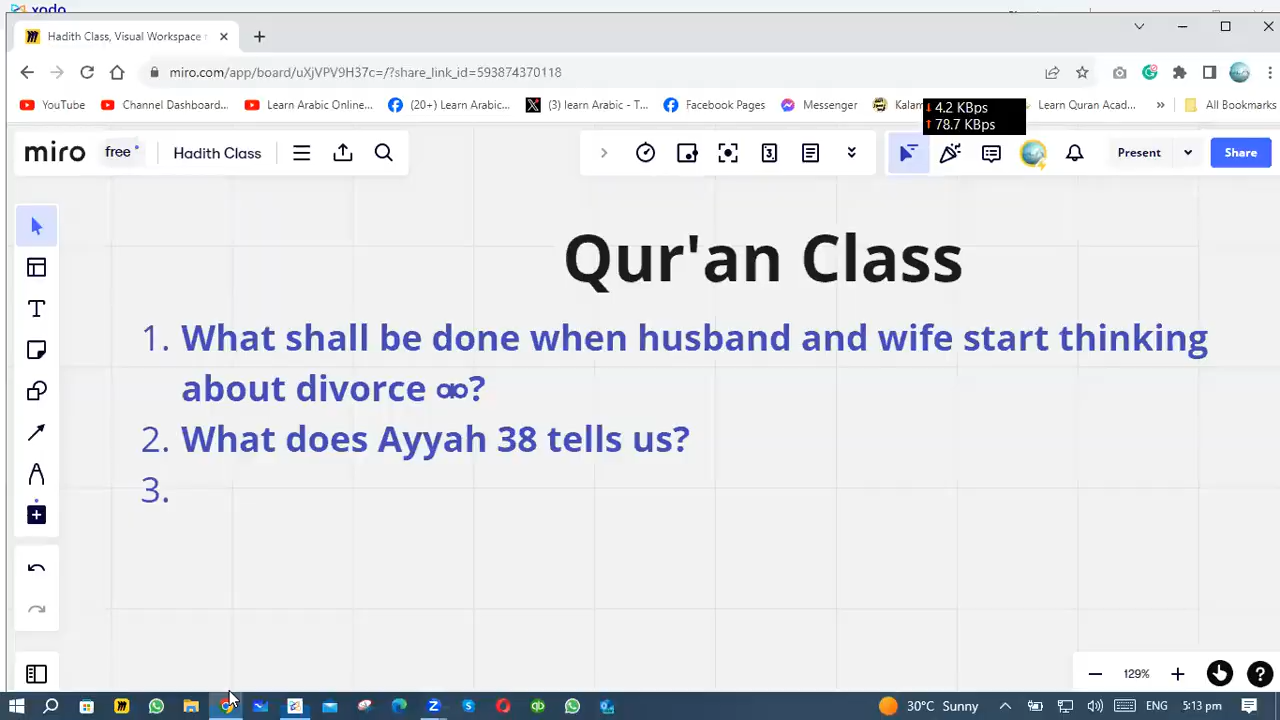 xodo
Hadith Class, Visual Workspace
miro.com/app/board/uXjVPV9H37c=/?share_link_id=593874370118
YouTube
Channel Dashboard...
Learn Arabic Online...
(20+) Learn Arabic...
(3) learn Arabic - T...
Facebook Pages
Messenger
Kalam
Learn Quran Acad...
»
All Bookmarks
4.2 KBps
78.7 KBps
miro
free
Hadith Class
3
Present
Share
Qur'an Class
1. What shall be done when husband and wife start thinking
about divorce ꝏ?
2. What does Ayyah 38 tells us?
3.
129%
30°C Sunny
ENG
5:13 pm